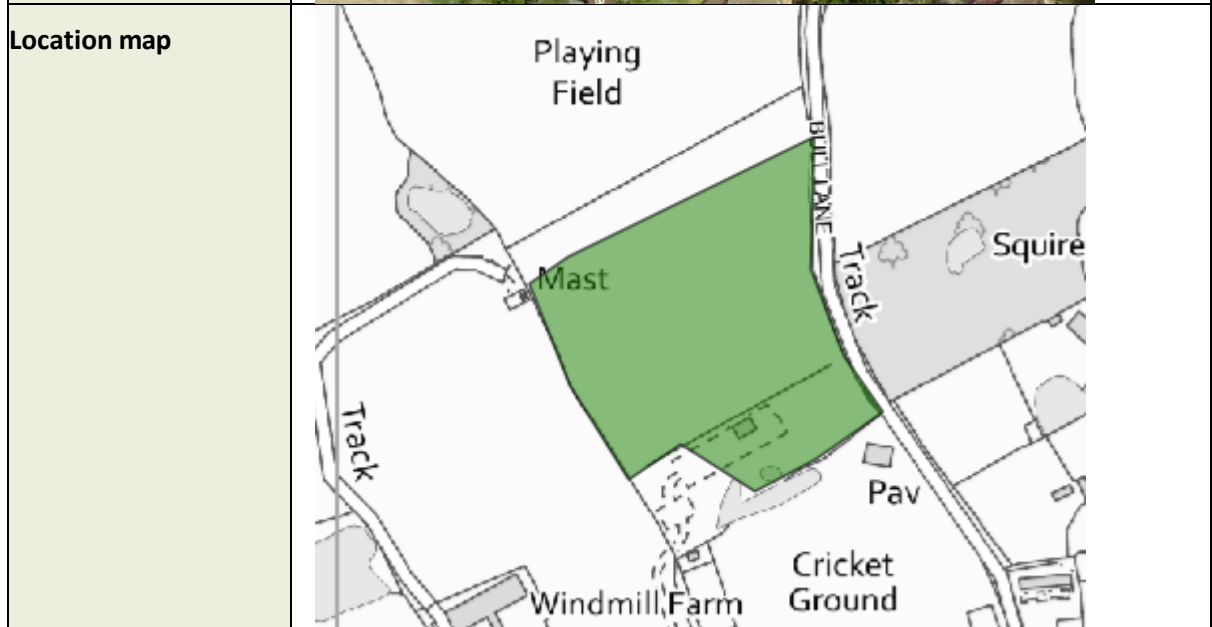 Location map
Playing
Field
BULL LANE
Mast
Track
Squire
Track
Pav
Cricket
Ground
Windmill Farm